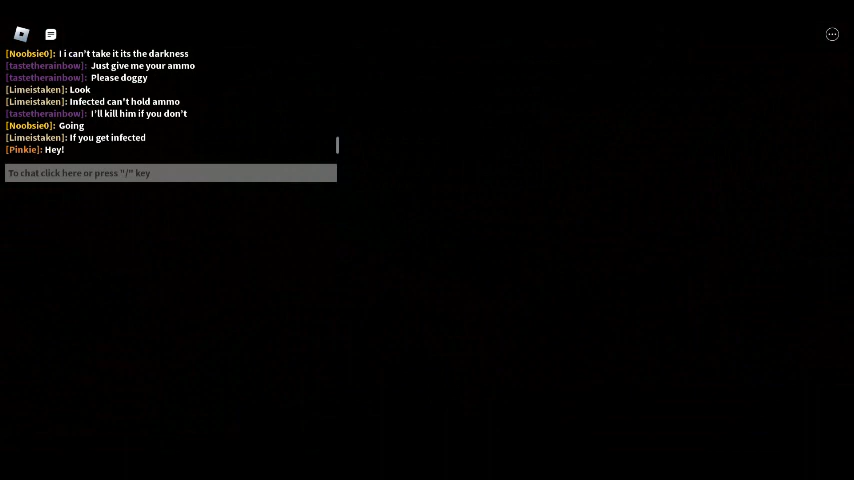 [Noobsie0]: I i can't take it its the darkness
[tastetherainbow]: Just give me your ammo
[tastetherainbow]: Please doggy
[Limeistaken]: Look
[Limeistaken]: Infected can't hold ammo
[tastetherainbow]: I'll kill him if you don't
[Noobsie0]: Going
[Limeistaken]: If you get infected
[Pinkie]: Hey!
To chat click here or press "/" key